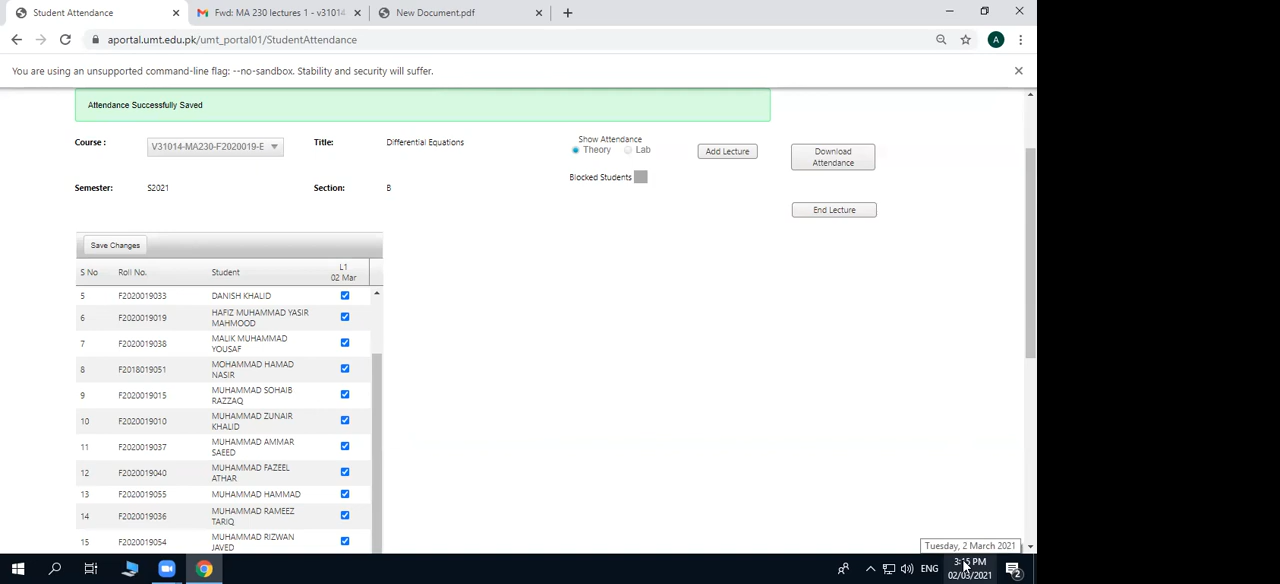 Student Attendance
Fwd: MA 230 lectures 1 - v31014
New Document.pdf
aportal.umt.edu.pk/umt_portal01/StudentAttendance
A
You are using an unsupported command-line flag: --no-sandbox. Stability and security will suffer.
Attendance Successfully Saved
Course : V31014-MA230-F2020019-E Title: Differential Equations
Show Attendance
Theory Lab
Add Lecture
Download
Attendance
Blocked Students
Semester: S2021 Section: B
End Lecture
Save Changes
S No Roll No. Student L1
02 Mar
5 F2020019033 DANISH KHALID
6 F2020019019 HAFIZ MUHAMMAD YASIR
MAHMOOD
7 F2020019038 MALIK MUHAMMAD
YOUSAF
8 F2018019051 MOHAMMAD HAMAD
NASIR
9 F2020019015 MUHAMMAD SOHAIB
RAZZAQ
10 F2020019010 MUHAMMAD ZUNAIR
KHALID
11 F2020019037 MUHAMMAD AMMAR
SAEED
12 F2020019040 MUHAMMAD FAZEEL
ATHAR
13 F2020019055 MUHAMMAD HAMMAD
14 F2020019036 MUHAMMAD RAMEEZ
TARIQ
15 F2020019054 MUHAMMAD RIZWAN
JAVED
Tuesday, 2 March 2021
ENG
3:15 PM
02/03/2021
2